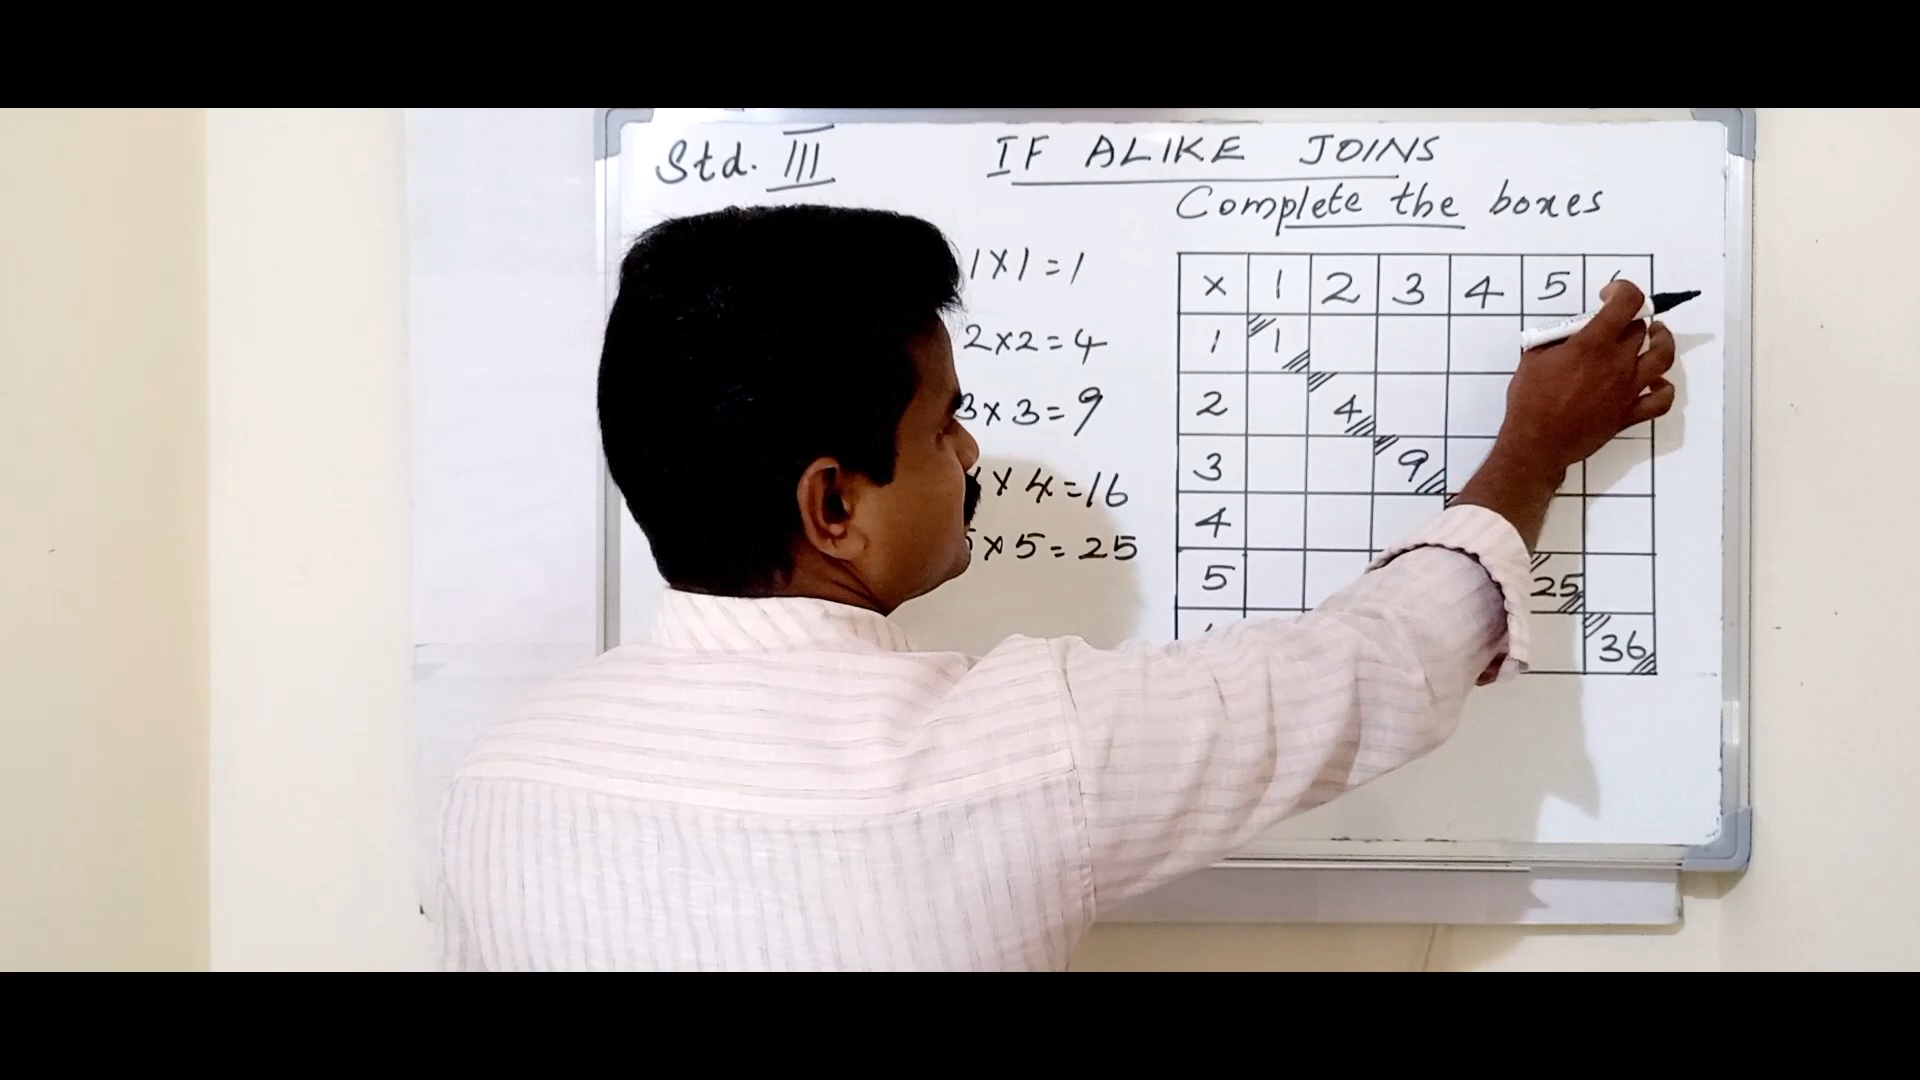 Std. III
IF ALIKE JOINS
Complete the boxes
1 x 1 = 1
2 x 2 = 4
3 x 3 = 9
x 4 = 16
x 5 = 25
x 1 2 3 4 5
1 1
2 4
3 9
4
5 25
36